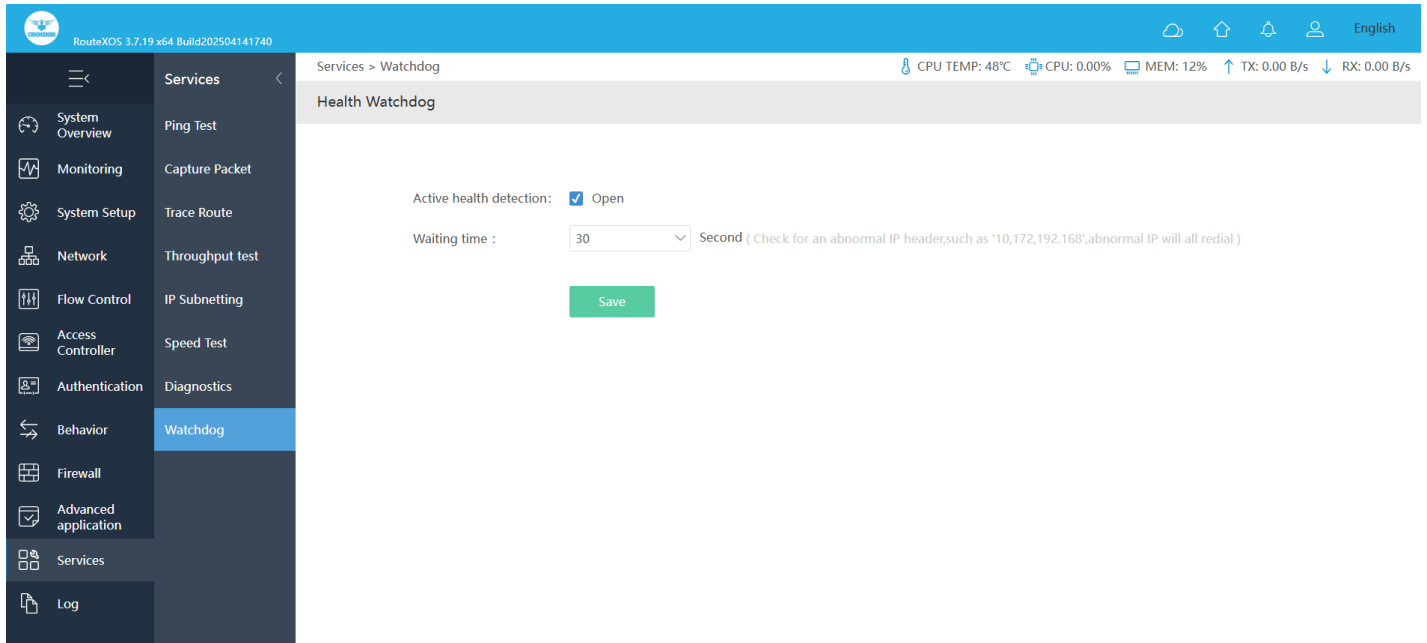 COMMANDO
RouteXOS 3.7.19 x64 Build202504141740
English
Services
Services > Watchdog
CPU TEMP: 48℃ CPU: 0.00% MEM: 12% TX: 0.00 B/s RX: 0.00 B/s
Health Watchdog
System
Overview
Monitoring
System Setup
Network
Flow Control
Access
Controller
Authentication
Behavior
Firewall
Advanced
application
Services
Log
Ping Test
Capture Packet
Trace Route
Throughput test
IP Subnetting
Speed Test
Diagnostics
Watchdog
Active health detection: Open
Waiting time : 30 Second ( Check for an abnormal IP header,such as '10,172,192.168',abnormal IP will all redial )
Save